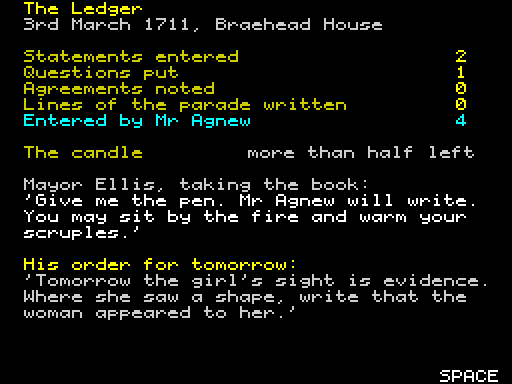 The Ledger
3rd March 1711, Braehead House
Statements entered 2
Questions put 1
Agreements noted 0
Lines of the parade written 0
Entered by Mr Agnew 4
The candle more than half left
Mayor Ellis, taking the book:
'Give me the pen. Mr Agnew will write.
You may sit by the fire and warm your
scruples.'
His order for tomorrow:
'Tomorrow the girl's sight is evidence.
Where she saw a shape, write that the
woman appeared to her.'
SPACE